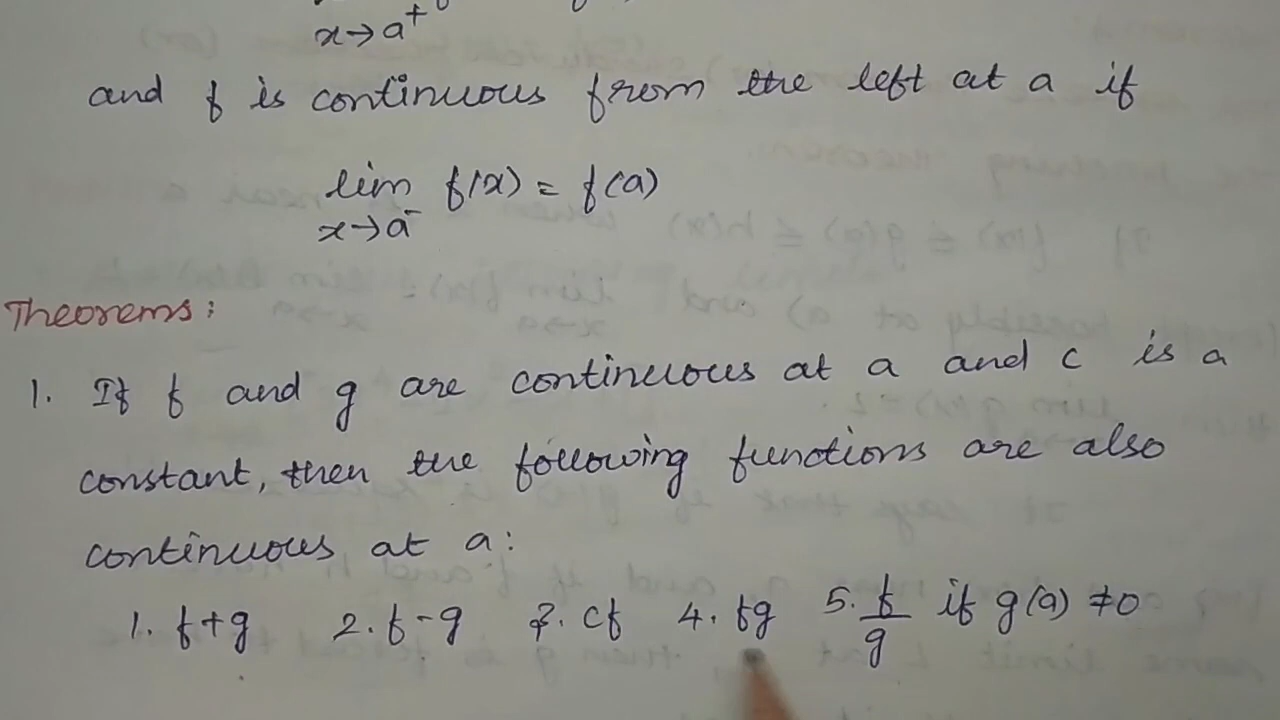 x→a⁺
and f is continuous from the left at a if
lim f(x) = f(a)
x→a⁻
Theorems:
1. If f and g are continuous at a and c is a
constant, then the following functions are also
continuous at a:
1. f+g 2. f-g 3. cf 4. fg 5. f/g if g(a) ≠0